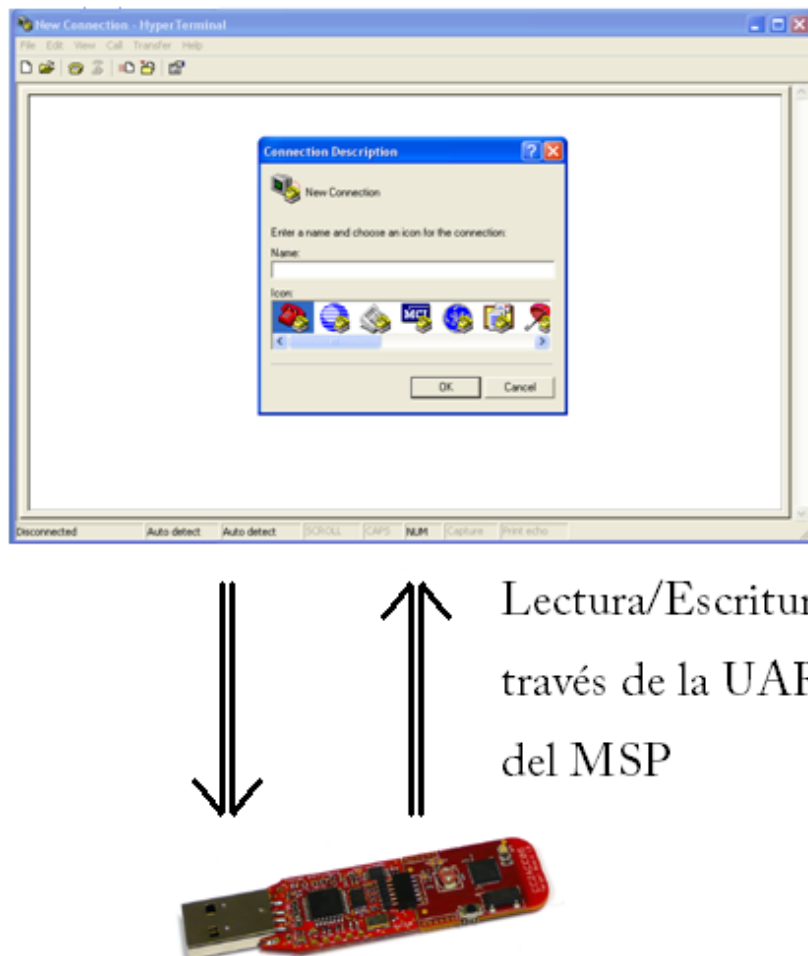 New Connection - HyperTerminal
File Edit View Call Transfer Help
Connection Description
New Connection
Enter a name and choose an icon for the connection:
Name:
Icon:
MCI
OK Cancel
Disconnected Auto detect Auto detect SCROLL CAPS NUM Capture Print echo
Lectura/Escritur
través de la UAR
del MSP